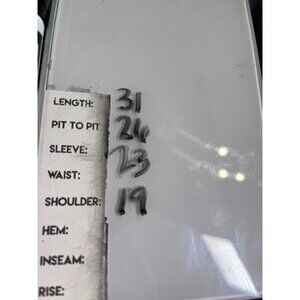 LENGTH: 31
PIT TO PIT: 26
SLEEVE: 23
WAIST:
SHOULDER: 19
HEM:
INSEAM:
RISE: